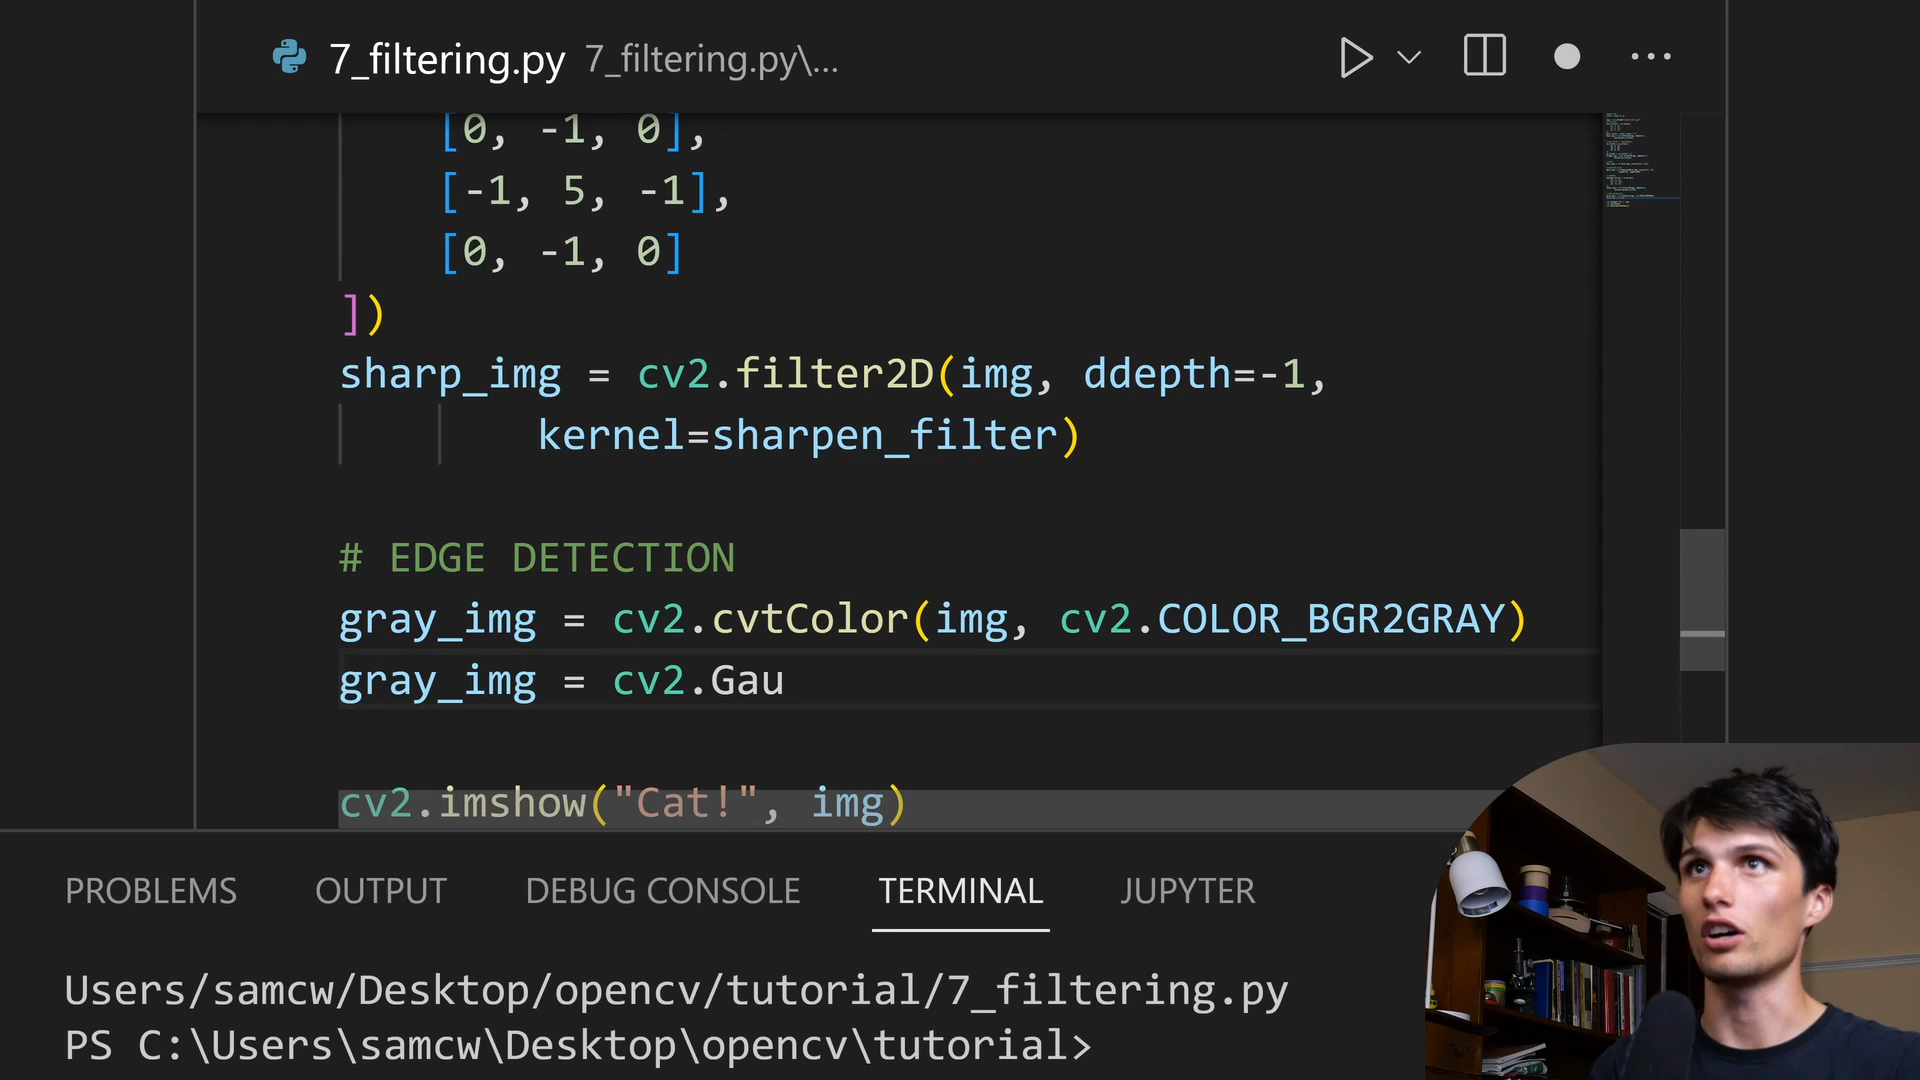 7_filtering.py 7_filtering.py\...
[0, -1, 0],
[-1, 5, -1],
[0, -1, 0]
])
sharp_img = cv2.filter2D(img, ddepth=-1,
kernel=sharpen_filter)
# EDGE DETECTION
gray_img = cv2.cvtColor(img, cv2.COLOR_BGR2GRAY)
gray_img = cv2.Gau
cv2.imshow("Cat!", img)
PROBLEMS OUTPUT DEBUG CONSOLE TERMINAL JUPYTER
Users/samcw/Desktop/opencv/tutorial/7_filtering.py
PS C:\Users\samcw\Desktop\opencv\tutorial>